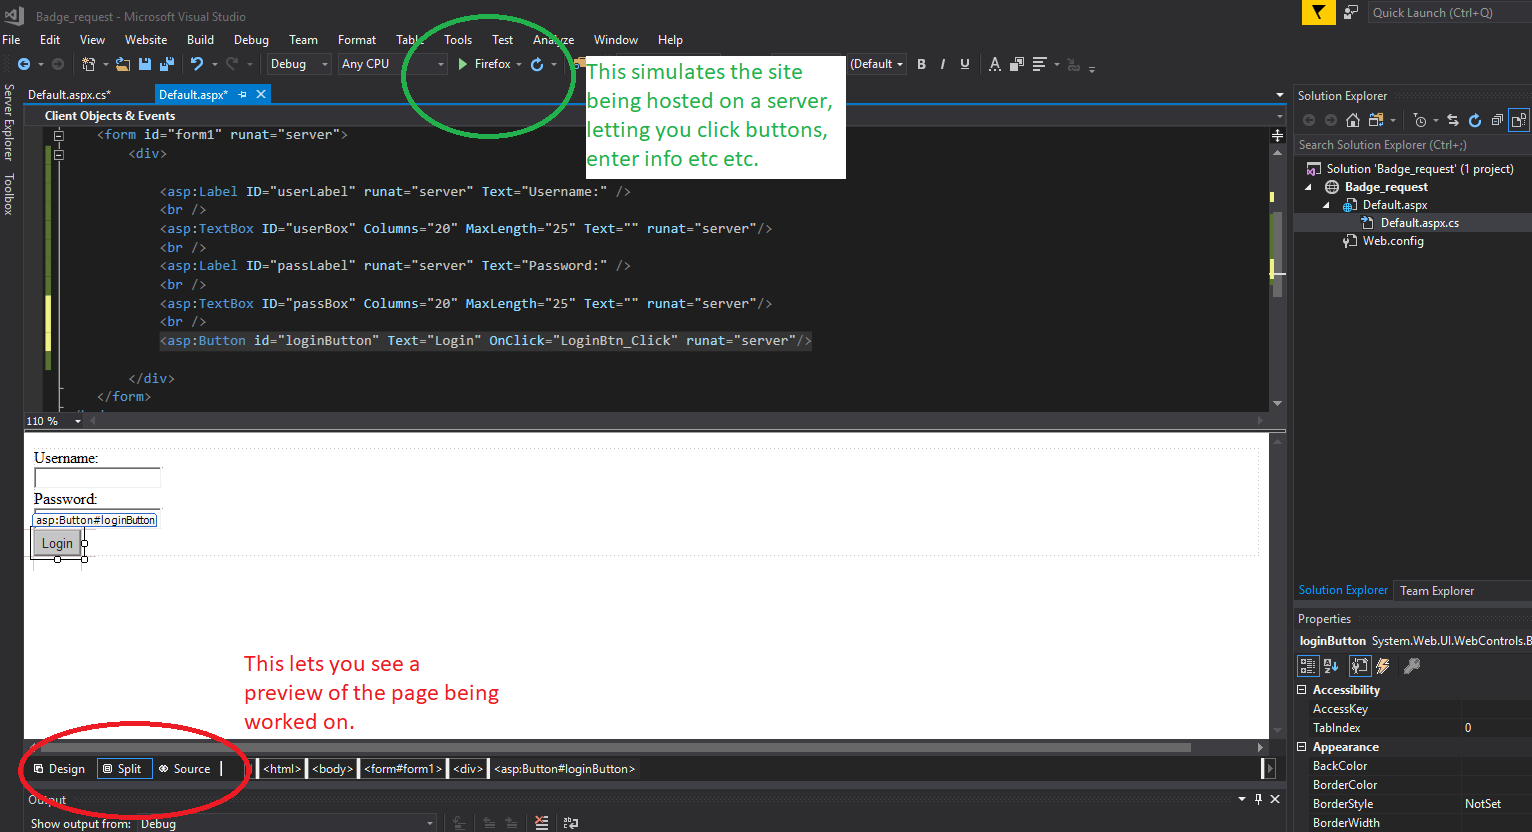 Badge_request - Microsoft Visual Studio
Quick Launch (Ctrl+Q)
File Edit View Website Build Debug Team Format Table Tools Test Analyze Window Help
Debug Any CPU Firefox (Default B I U A
This simulates the site
being hosted on a server,
letting you click buttons,
enter info etc etc.
Server Explorer
Toolbox
Default.aspx.cs* Default.aspx*
Client Objects & Events
<form id="form1" runat="server">
<div>
<asp:Label ID="userLabel" runat="server" Text="Username:" />
<br />
<asp:TextBox ID="userBox" Columns="20" MaxLength="25" Text="" runat="server"/>
<br />
<asp:Label ID="passLabel" runat="server" Text="Password:" />
<br />
<asp:TextBox ID="passBox" Columns="20" MaxLength="25" Text="" runat="server"/>
<br />
<asp:Button id="loginButton" Text="Login" OnClick="LoginBtn_Click" runat="server"/>
</div>
</form>
110 %
Username:
Password:
asp:Button#loginButton
Login
This lets you see a
preview of the page being
worked on.
Design Split Source <html> <body> <form#form1> <div> <asp:Button#loginButton>
Output
Show output from: Debug
Solution Explorer
Search Solution Explorer (Ctrl+;)
Solution 'Badge_request' (1 project)
Badge_request
Default.aspx
Default.aspx.cs
Web.config
Solution Explorer Team Explorer
Properties
loginButton System.Web.UI.WebControls.B
Accessibility
AccessKey
TabIndex 0
Appearance
BackColor
BorderColor
BorderStyle NotSet
BorderWidth